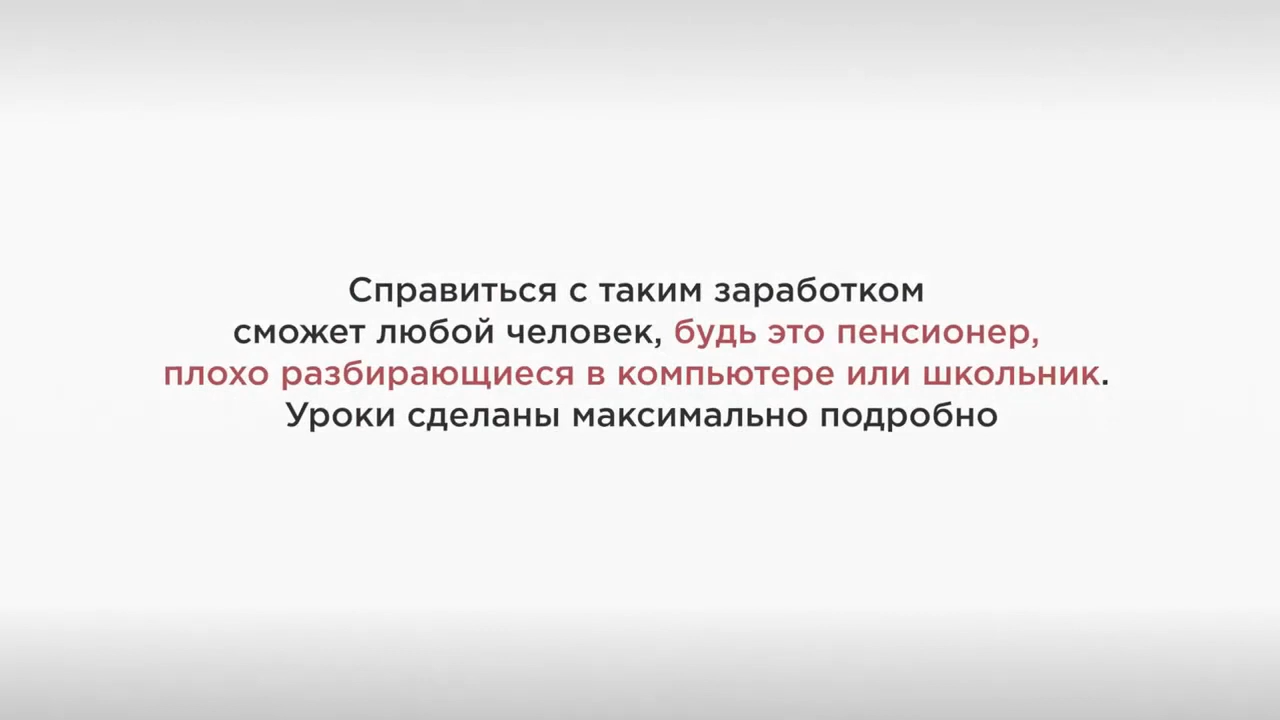 Справиться с таким заработком
сможет любой человек, будь это пенсионер,
плохо разбирающиеся в компьютере или школьник.
Уроки сделаны максимально подробно